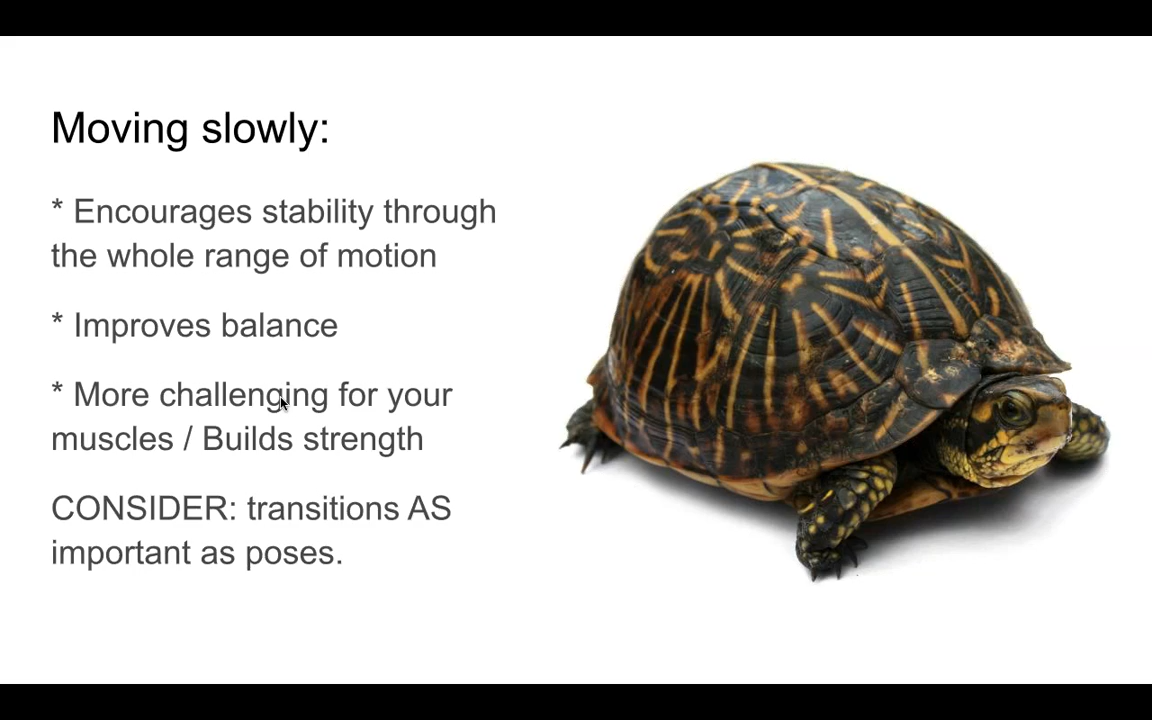 Moving slowly:
* Encourages stability through
the whole range of motion
* Improves balance
* More challenging for your
muscles / Builds strength
CONSIDER: transitions AS
important as poses.